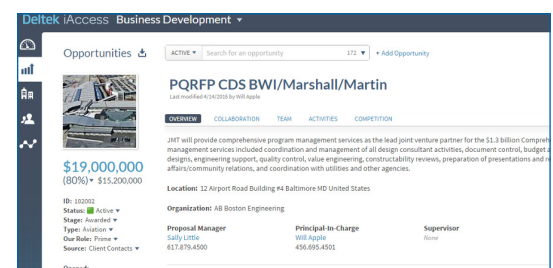 Deltek iAccess Business Development
Opportunities
ACTIVE Search for an opportunity 172 + Add Opportunity
PQRFP CDS BWI/Marshall/Martin
Last modified 4/14/2016 by Will Apple
OVERVIEW COLLABORATION TEAM ACTIVITIES COMPETITION
JMT will provide comprehensive program management services as the lead joint venture partner for the $1.3 billion Compreh
management services included coordination and management of all design consultant activities, document control, budget a
designs, engineering support, quality control, value engineering, constructability reviews, preparation of presentations and re
affairs/community relations, and coordination with utilities and other agencies.
$19,000,000
(80%) $15,200,000
Location: 12 Airport Road Building #4 Baltimore MD United States
ID: 102002
Status: Active
Stage: Awarded
Type: Aviation
Our Role: Prime
Source: Client Contacts
Organization: AB Boston Engineering
Proposal Manager Principal-In-Charge Supervisor
Sally Little Will Apple None
617.879.4500 456.695.4501